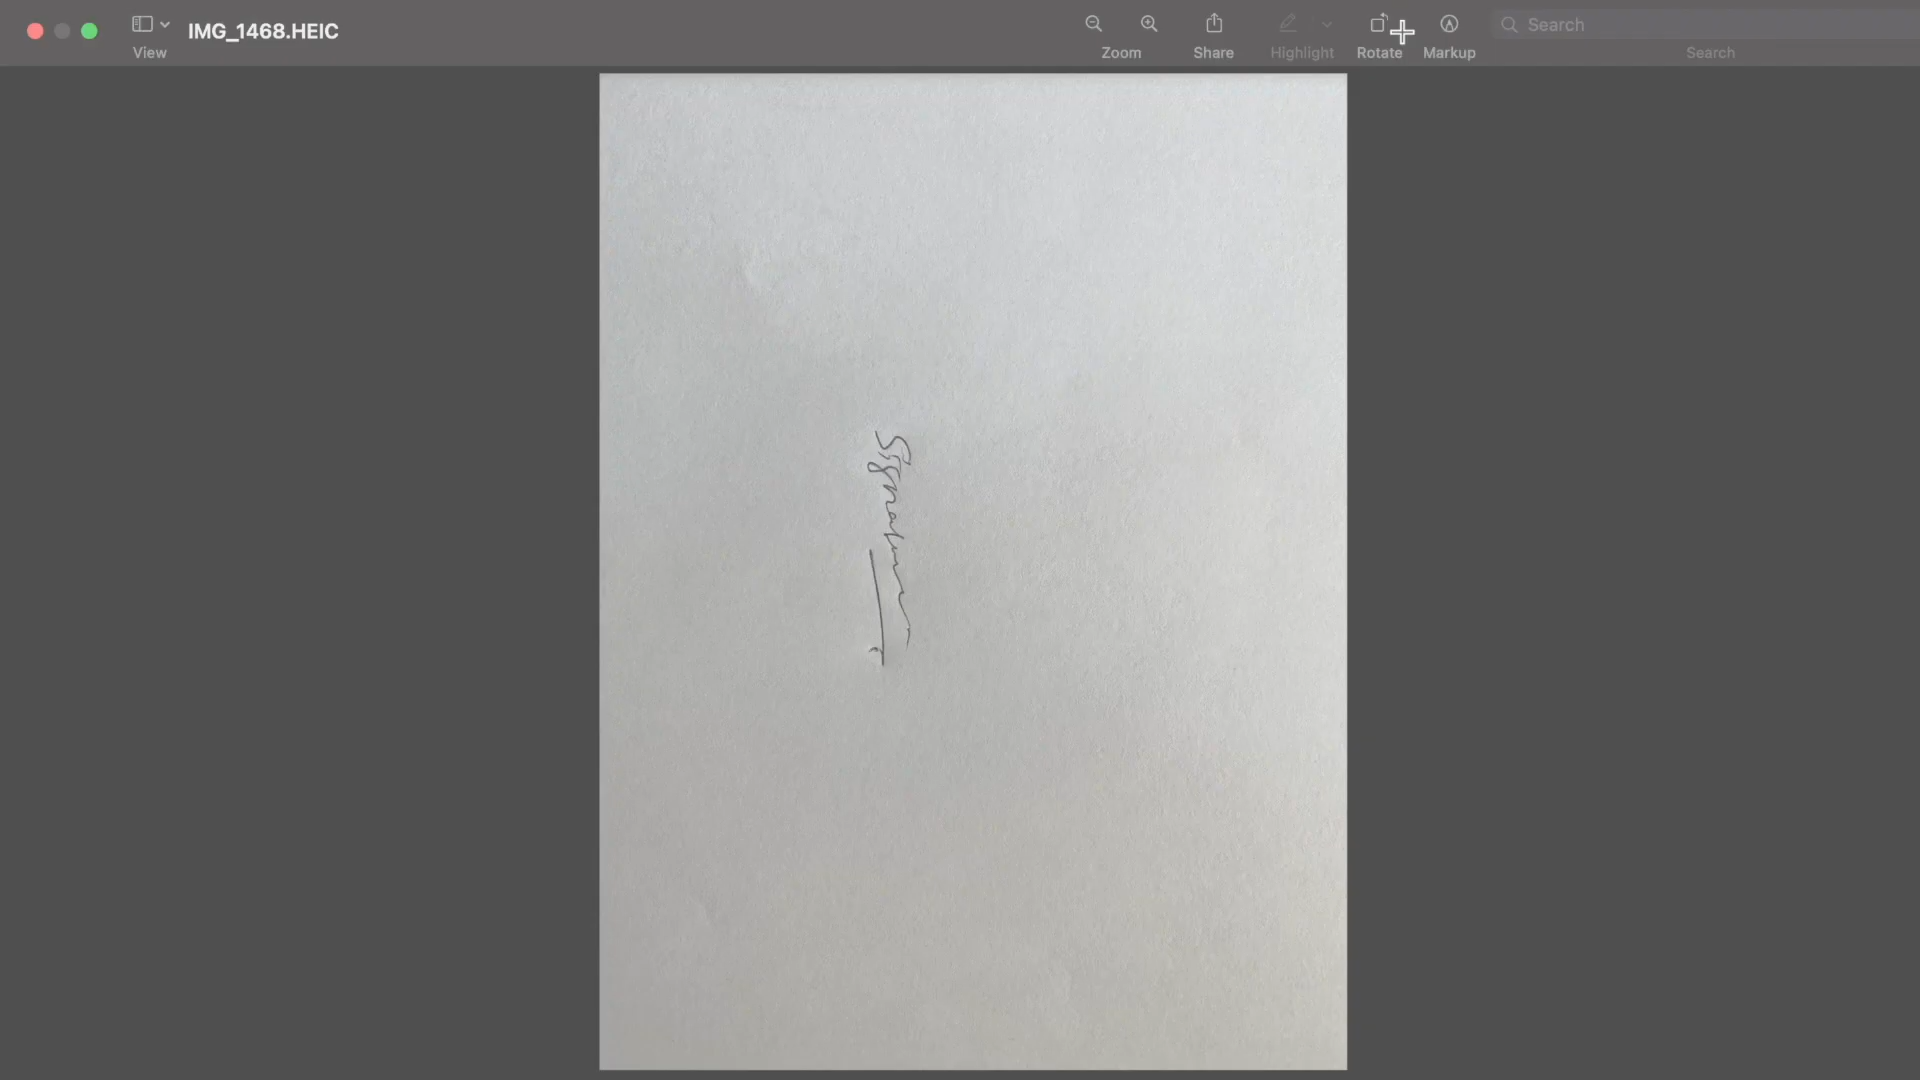 IMG_1468.HEIC
View
Zoom
Share
Highlight
Rotate
Markup
Search
Search
Signature